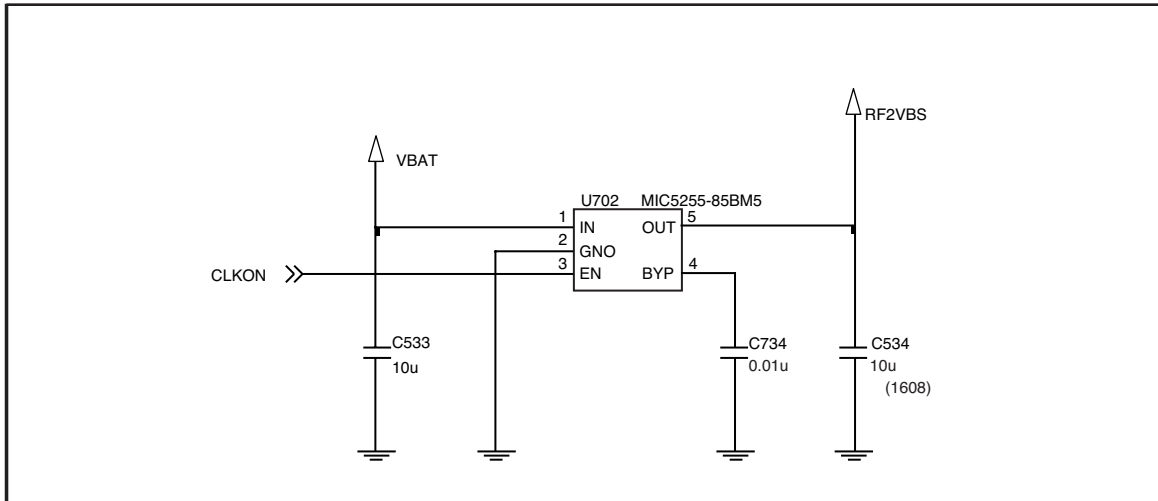 RF2VBS
VBAT
U702 MIC5255-85BM5
1 IN OUT 5
2 GNO
3 EN BYP 4
CLKON
C533
10u
C734
0.01u
C534
10u
(1608)